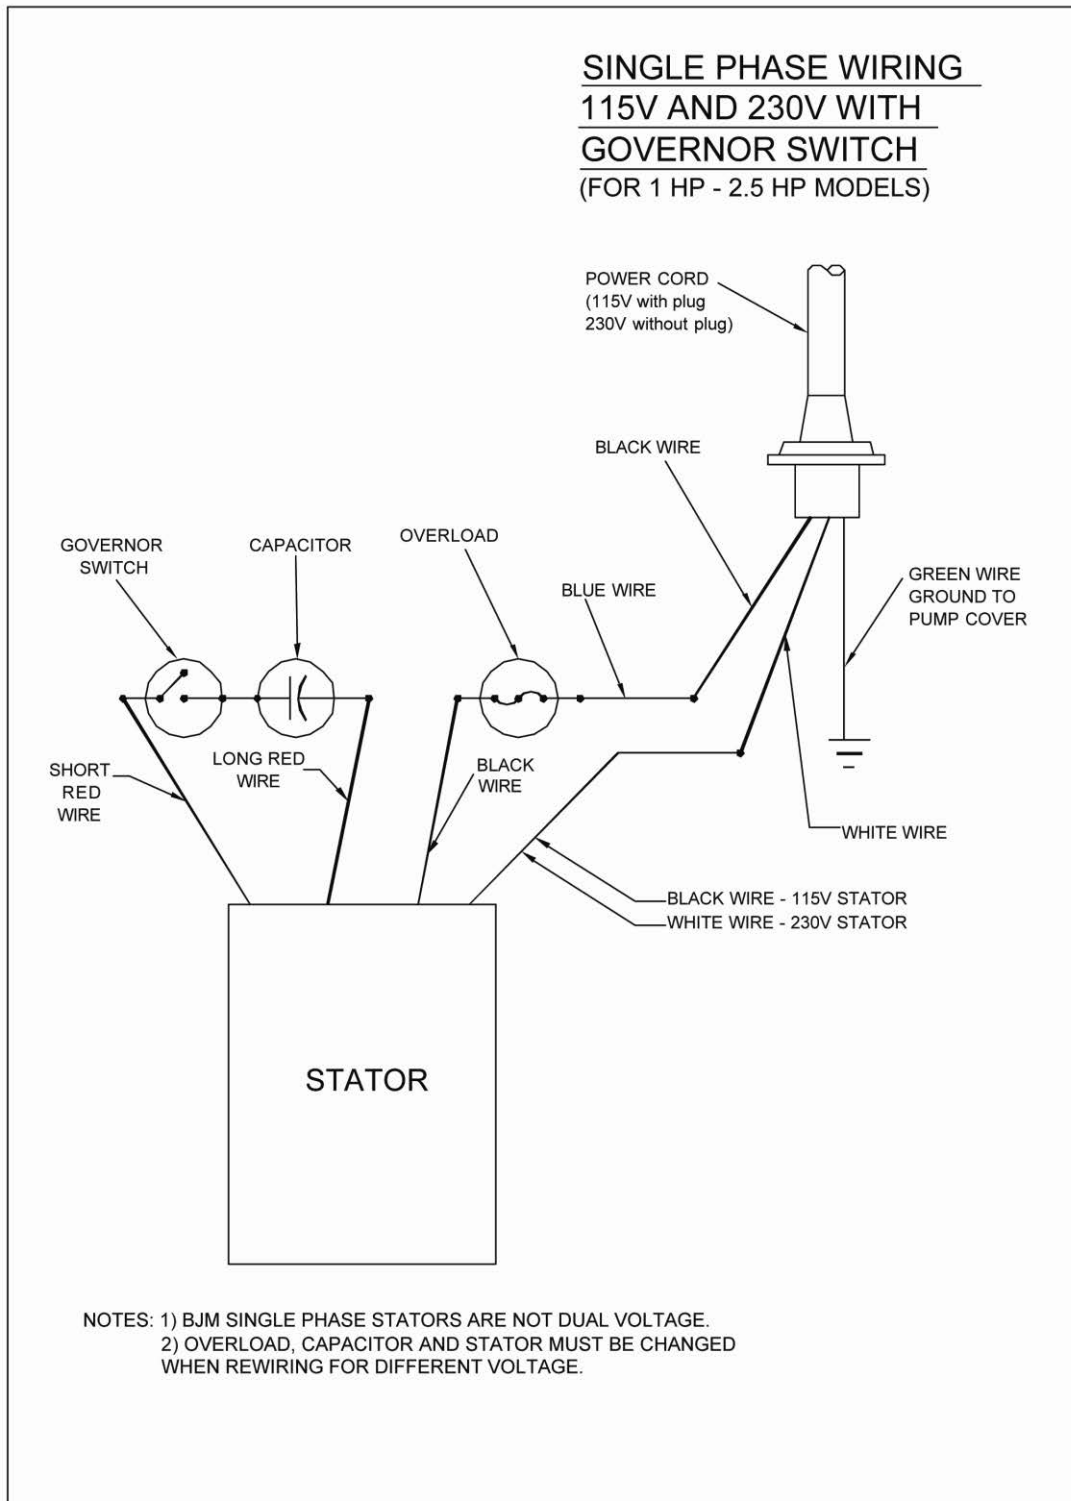 SINGLE PHASE WIRING
115V AND 230V WITH
GOVERNOR SWITCH
(FOR 1 HP - 2.5 HP MODELS)
POWER CORD
(115V with plug
230V without plug)
BLACK WIRE
GOVERNOR
SWITCH
CAPACITOR
OVERLOAD
BLUE WIRE
GREEN WIRE
GROUND TO
PUMP COVER
SHORT
RED
WIRE
LONG RED
WIRE
BLACK
WIRE
WHITE WIRE
BLACK WIRE - 115V STATOR
WHITE WIRE - 230V STATOR
STATOR
NOTES: 1) BJM SINGLE PHASE STATORS ARE NOT DUAL VOLTAGE.
2) OVERLOAD, CAPACITOR AND STATOR MUST BE CHANGED
WHEN REWIRING FOR DIFFERENT VOLTAGE.